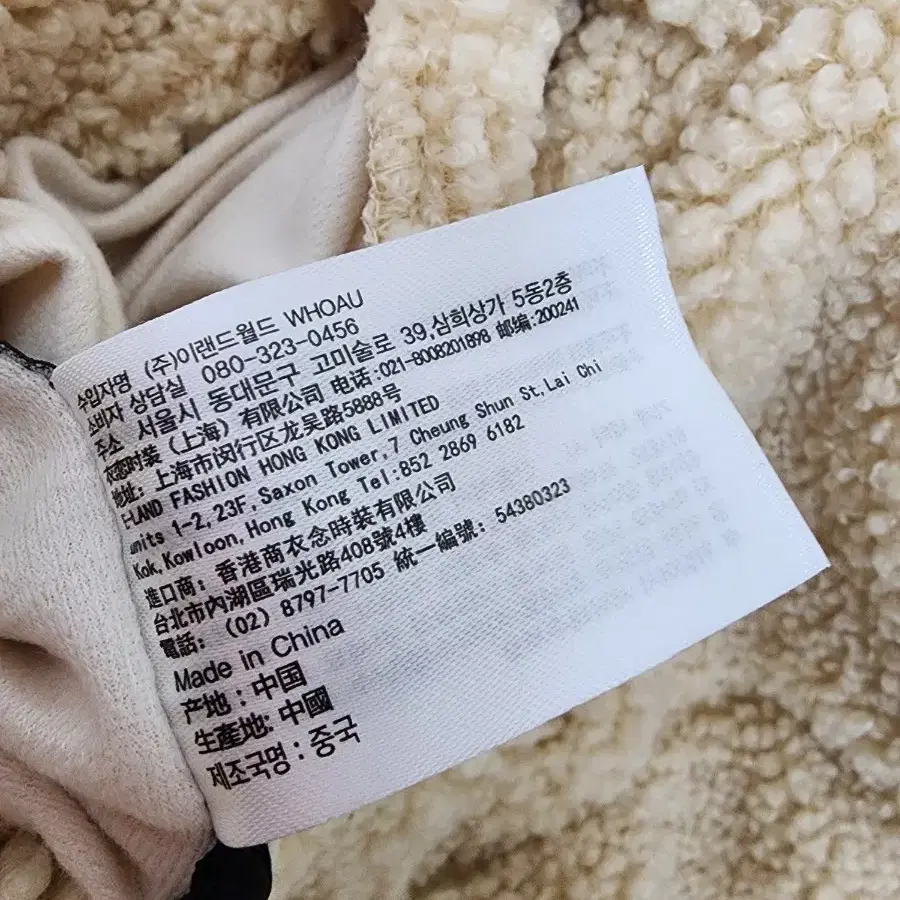 수입자명 (주)이랜드월드 WHOAU
소비자 상담실 080-323-0456
주소 서울시 동대문구 고미술로 39,삼희상가 5동2층
衣恋时装（上海）有限公司 电话:021-8008201898 邮编:200241
地址: 上海市闵行区龙吴路5888号
E-LAND FASHION HONG KONG LIMITED
units 1-2,23F,Saxon Tower,7 Cheung Shun St,Lai Chi
Kok,Kowloon,Hong Kong Tel:852 2869 6182
進口商: 香港商衣念時裝有限公司
台北市內湖區瑞光路408號4樓
電話: (02) 8797-7705 統一編號: 54380323
Made in China
产地 : 中国
生產地: 中國
제조국명 : 중국